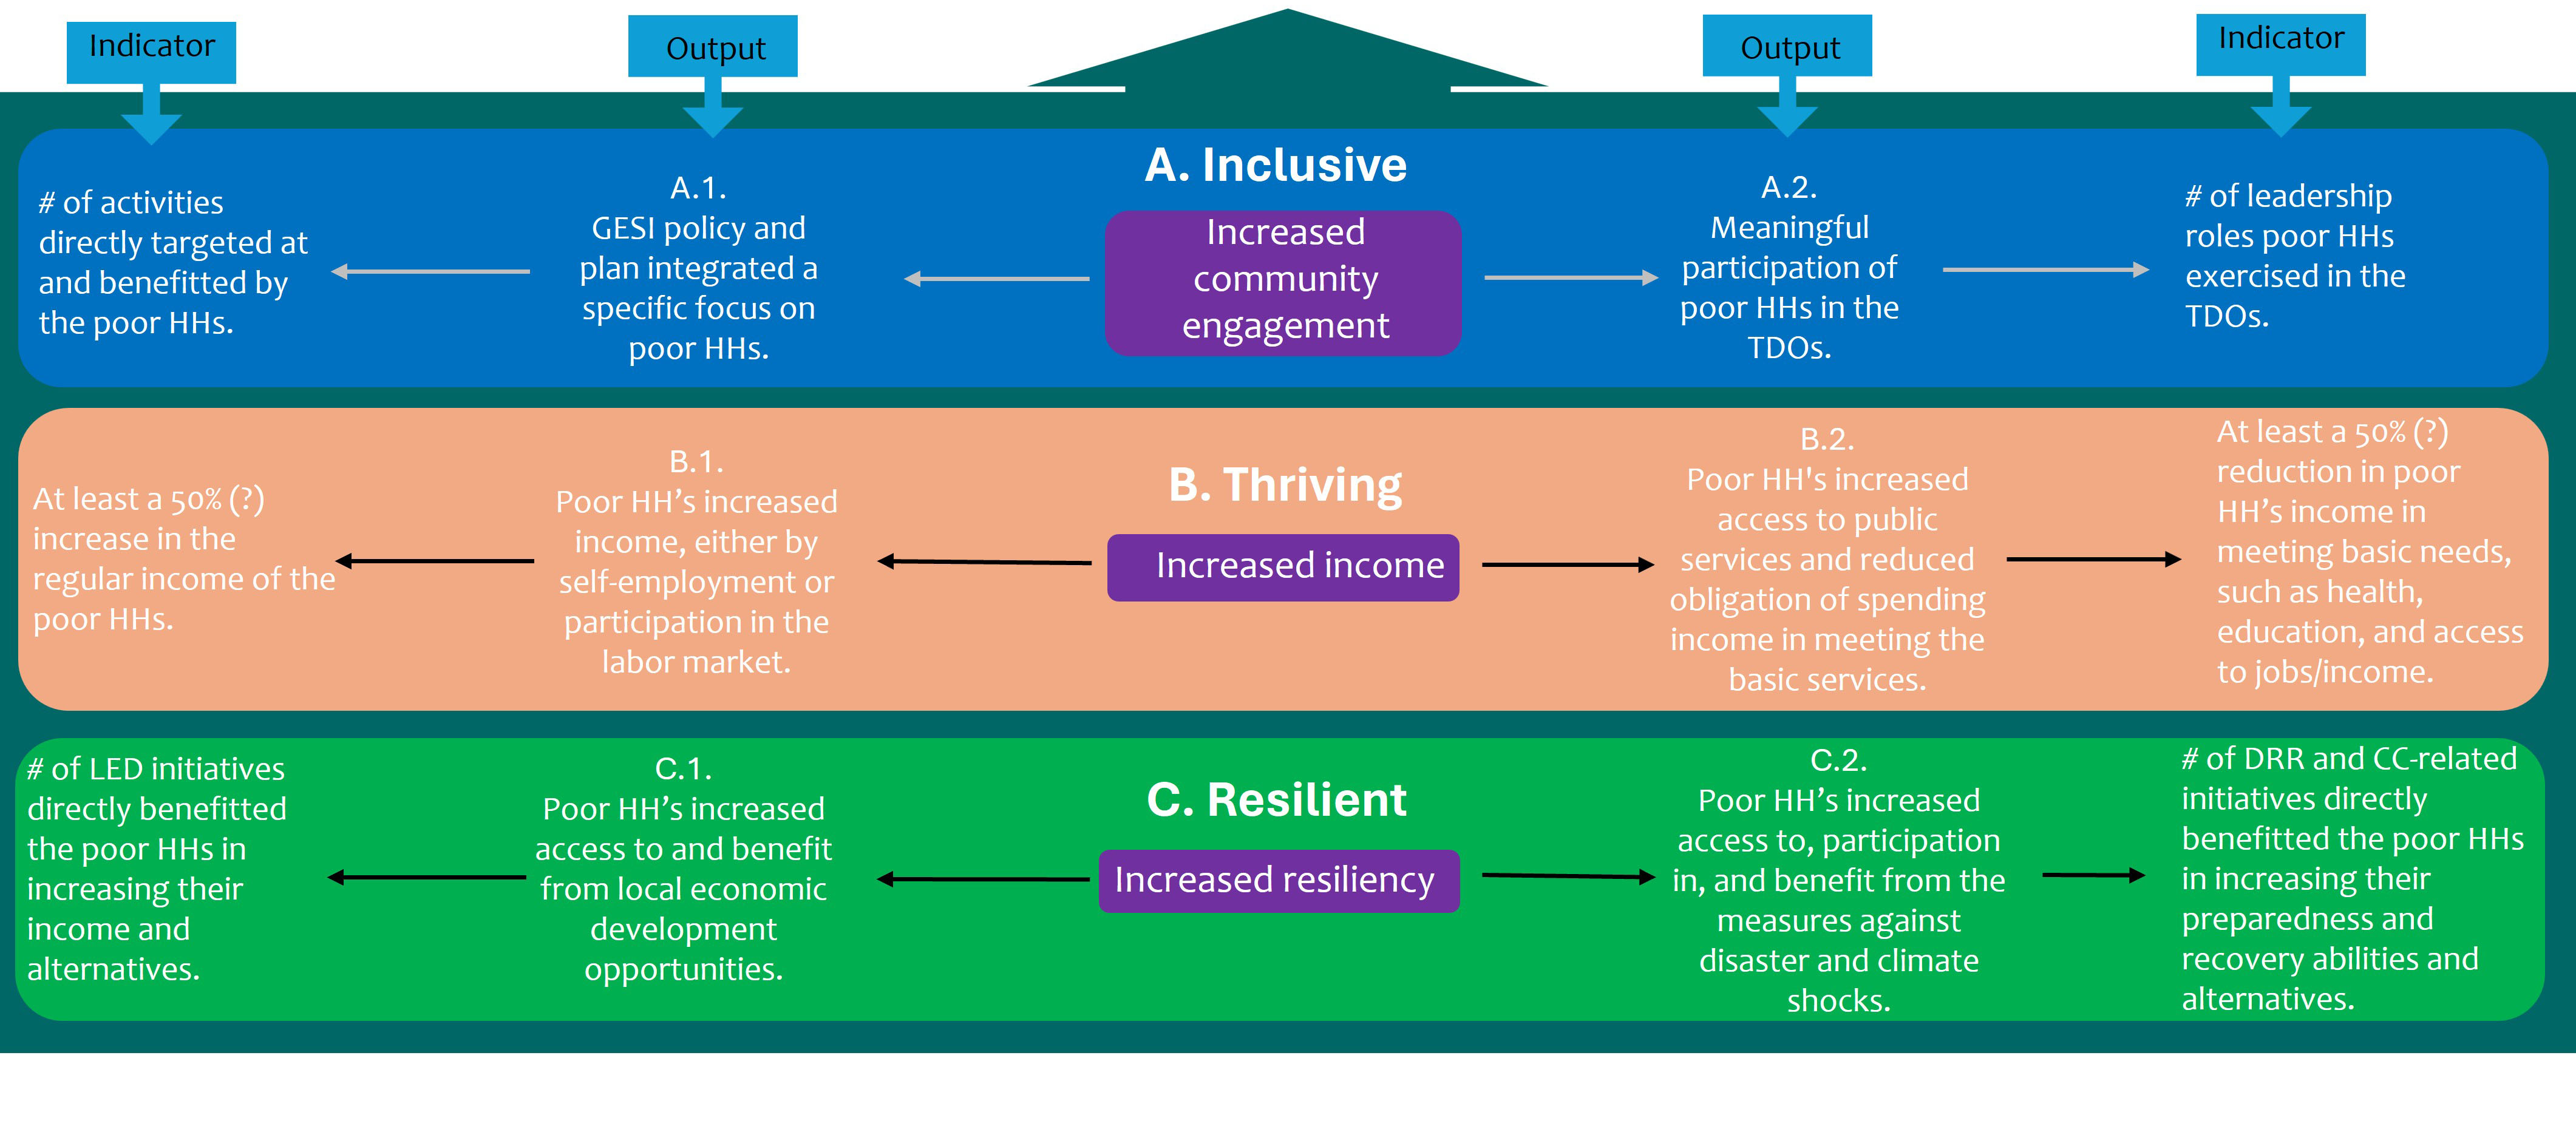 Indicator
Output
Output
Indicator
A. Inclusive
Increased
community
engagement
A.1.
GESI policy and
plan integrated a
specific focus on
poor HHs.
# of activities
directly targeted at
and benefitted by
the poor HHs.
A.2.
Meaningful
participation of
poor HHs in the
TDOs.
# of leadership
roles poor HHs
exercised in the
TDOs.
B. Thriving
Increased income
B.1.
Poor HH’s increased
income, either by
self-employment or
participation in the
labor market.
At least a 50% (?)
increase in the
regular income of the
poor HHs.
B.2.
Poor HH's increased
access to public
services and reduced
obligation of spending
income in meeting the
basic services.
At least a 50% (?)
reduction in poor
HH’s income in
meeting basic needs,
such as health,
education, and access
to jobs/income.
C. Resilient
Increased resiliency
C.1.
Poor HH’s increased
access to and benefit
from local economic
development
opportunities.
# of LED initiatives
directly benefitted
the poor HHs in
increasing their
income and
alternatives.
C.2.
Poor HH’s increased
access to, participation
in, and benefit from the
measures against
disaster and climate
shocks.
# of DRR and CC-related
initiatives directly
benefitted the poor HHs
in increasing their
preparedness and
recovery abilities and
alternatives.